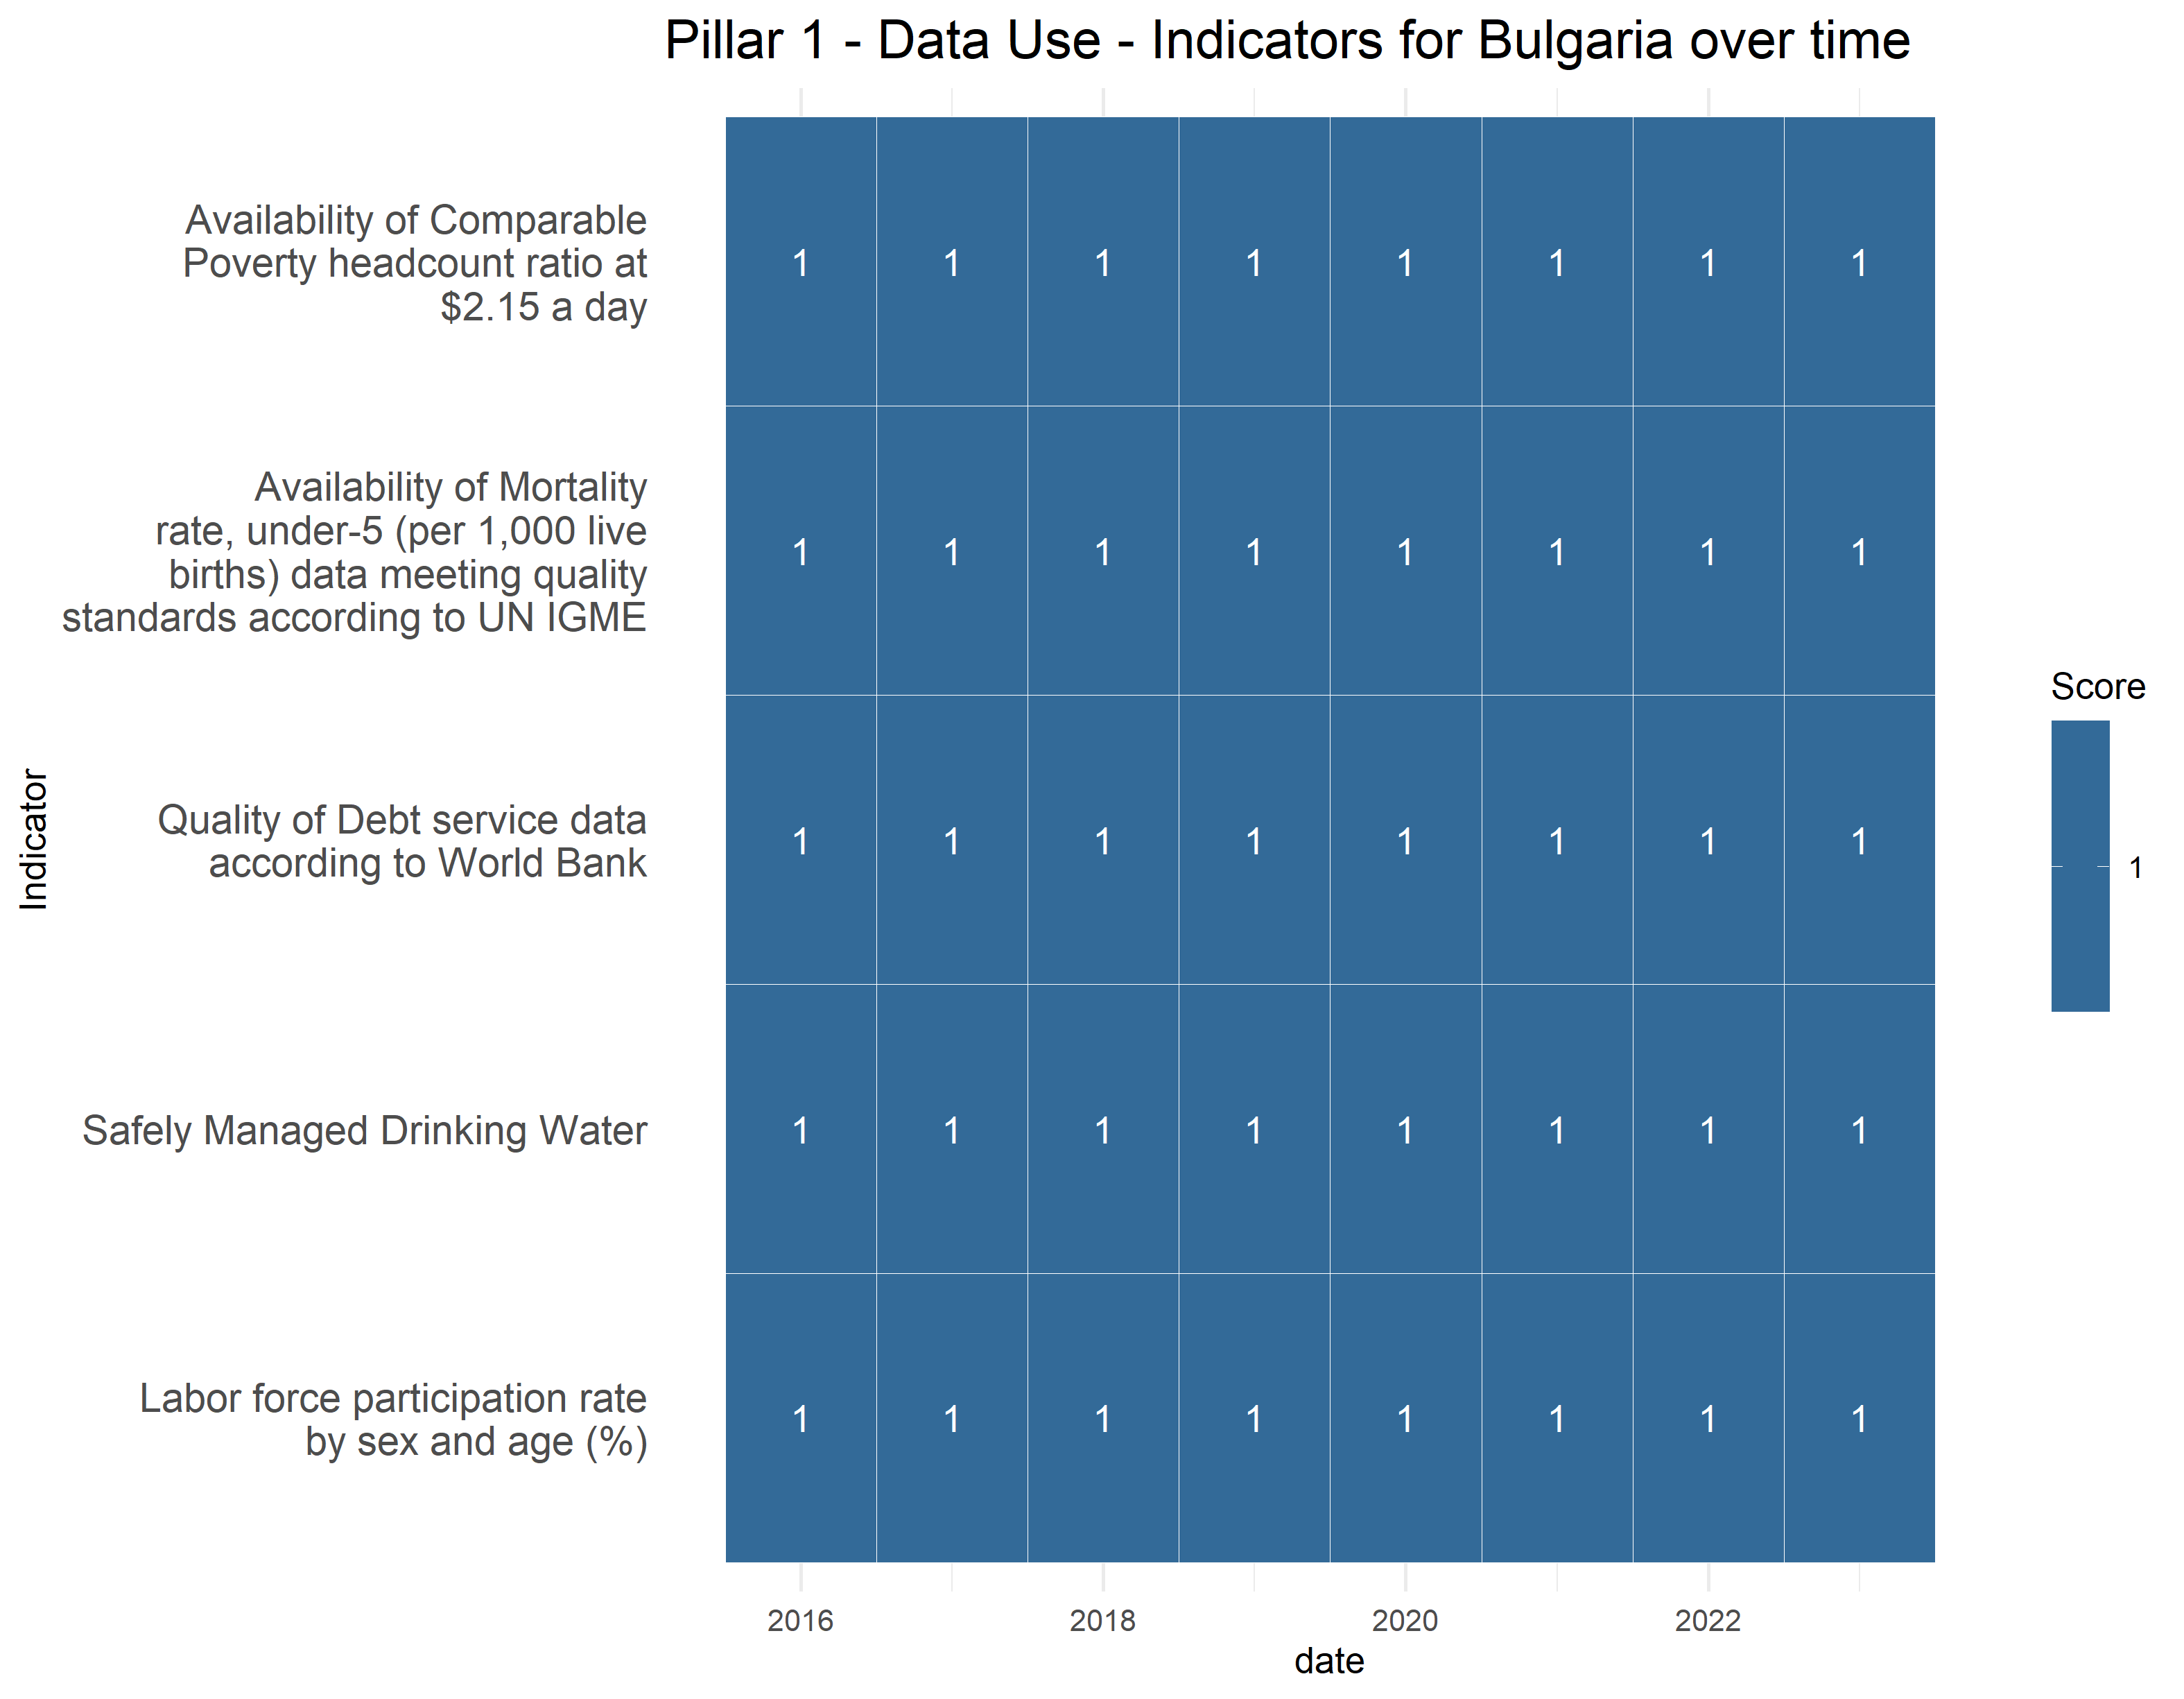 Pillar 1 - Data Use - Indicators for Bulgaria over time
Availability of Comparable
Poverty headcount ratio at
$2.15 a day
1 1 1 1 1 1 1 1
Availability of Mortality
rate, under-5 (per 1,000 live
births) data meeting quality
standards according to UN IGME
1 1 1 1 1 1 1 1
Quality of Debt service data
according to World Bank
1 1 1 1 1 1 1 1
Safely Managed Drinking Water
1 1 1 1 1 1 1 1
Labor force participation rate
by sex and age (%)
1 1 1 1 1 1 1 1
Indicator
2016 2018 2020 2022
date
Score
1